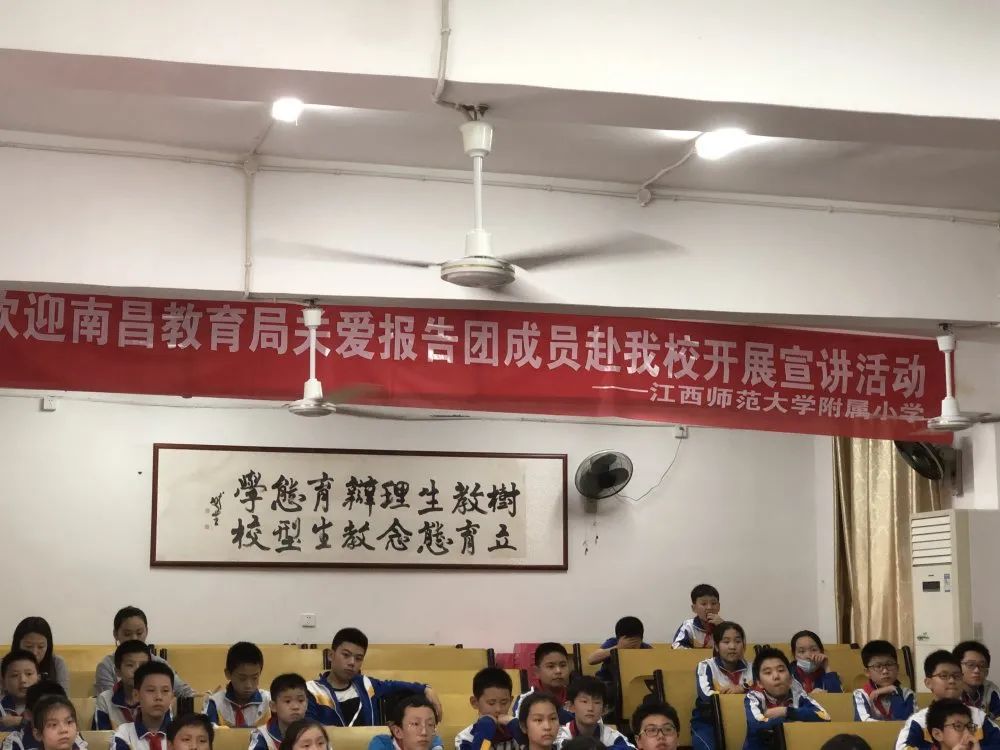 欢迎南昌教育局关爱报告团成员赴我校开展宣讲活动
——江西师范大学附属小学
樹立
教育
生態
理念
辦教
育生
態型
學校